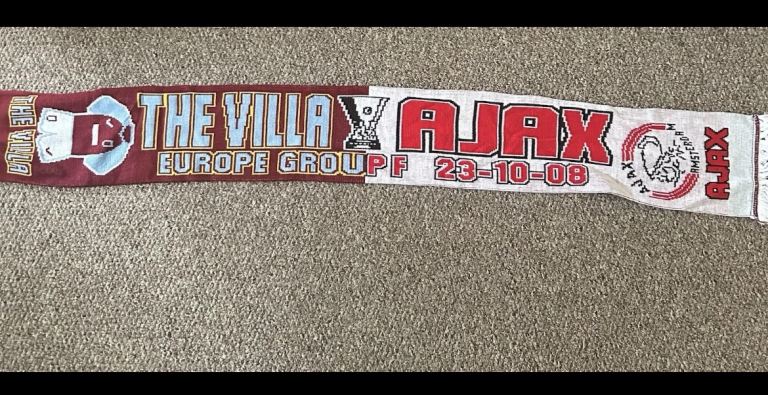 THE VILLA
THE VILLA
EUROPE GROUP F 23-10-08
AJAX
AJAX
AMSTERDAM
AJAX